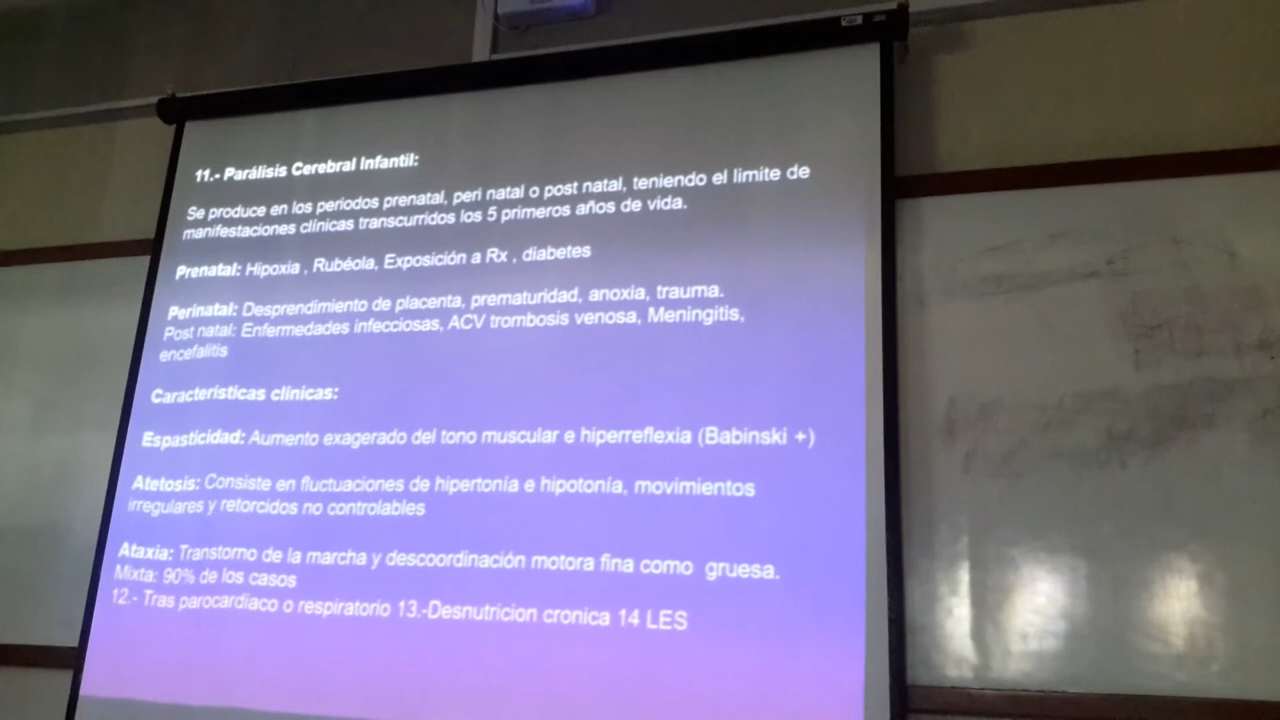 11.- Parálisis Cerebral Infantil:
Se produce en los periodos prenatal, peri natal o post natal, teniendo el limite de
manifestaciones clínicas transcurridos los 5 primeros años de vida.
Prenatal: Hipoxia , Rubéola, Exposición a Rx , diabetes
Perinatal: Desprendimiento de placenta, prematuridad, anoxia, trauma.
Post natal: Enfermedades infecciosas, ACV trombosis venosa, Meningitis,
encefalitis
Características clínicas:
Espasticidad: Aumento exagerado del tono muscular e hiperreflexia (Babinski +)
Atetosis: Consiste en fluctuaciones de hipertonía e hipotonía, movimientos
irregulares y retorcidos no controlables
Ataxia: Transtorno de la marcha y descoordinación motora fina como gruesa.
Mixta: 90% de los casos
12.- Tras parocardiaco o respiratorio 13.-Desnutricion cronica 14 LES